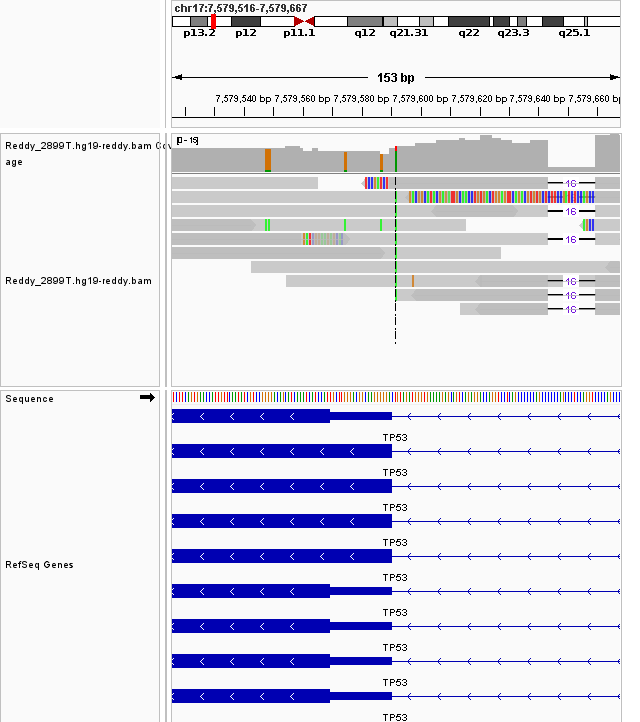 chr17:7,579,516-7,579,667
p13.2 p12 p11.1 q12 q21.31 q22 q23.3 q25.1
153 bp
7,579,540 bp 7,579,560 bp 7,579,580 bp 7,579,600 bp 7,579,620 bp 7,579,640 bp 7,579,660 bp
Reddy_2899T.hg19-reddy.bam Cov
age
[0 - 19]
16
16
16
16
Reddy_2899T.hg19-reddy.bam
16
16
16
Sequence
TP53
TP53
TP53
TP53
RefSeq Genes
TP53
TP53
TP53
TP53
TP53